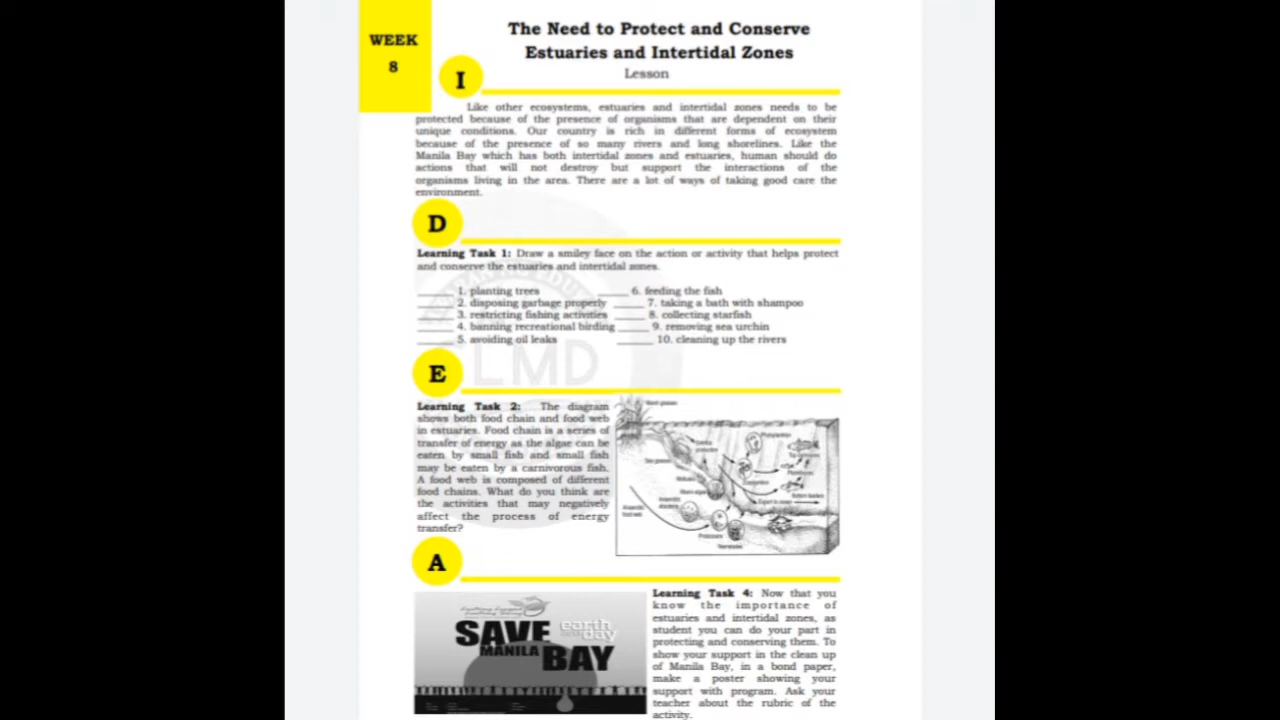 WEEK
8
The Need to Protect and Conserve
Estuaries and Intertidal Zones
Lesson
I
Like other ecosystems, estuaries and intertidal zones needs to be
protected because of the presence of organisms that are dependent on their
unique conditions. Our country is rich in different forms of ecosystem
because of the presence of so many rivers and long shorelines. Like the
Manila Bay which has both intertidal zones and estuaries, human should do
actions that will not destroy but support the interactions of the
organisms living in the area. There are a lot of ways of taking good care the
environment.
D
Learning Task 1: Draw a smiley face on the action or activity that helps protect
and conserve the estuaries and intertidal zones.
_____ 1. planting trees _____ 6. feeding the fish
_____ 2. disposing garbage properly _____ 7. taking a bath with shampoo
_____ 3. restricting fishing activities _____ 8. collecting starfish
_____ 4. banning recreational birding _____ 9. removing sea urchin
_____ 5. avoiding oil leaks _____ 10. cleaning up the rivers
LMD
E
Learning Task 2: The diagram
shows both food chain and food web
in estuaries. Food chain is a series of
transfer of energy as the algae can be
eaten by small fish and small fish
may be eaten by a carnivorous fish.
A food web is composed of different
food chains. What do you think are
the activities that may negatively
affect the process of energy
transfer?
Marsh grasses
Phytoplankton
Sea grasses
Export to ocean
Anaerobic
food web
Protozoans
Nematodes
A
SAVE
MANILA
BAY
earth
day
Learning Task 4: Now that you
know the importance of
estuaries and intertidal zones, as
student you can do your part in
protecting and conserving them. To
show your support in the clean up
of Manila Bay, in a bond paper,
make a poster showing your
support with program. Ask your
teacher about the rubric of the
activity.